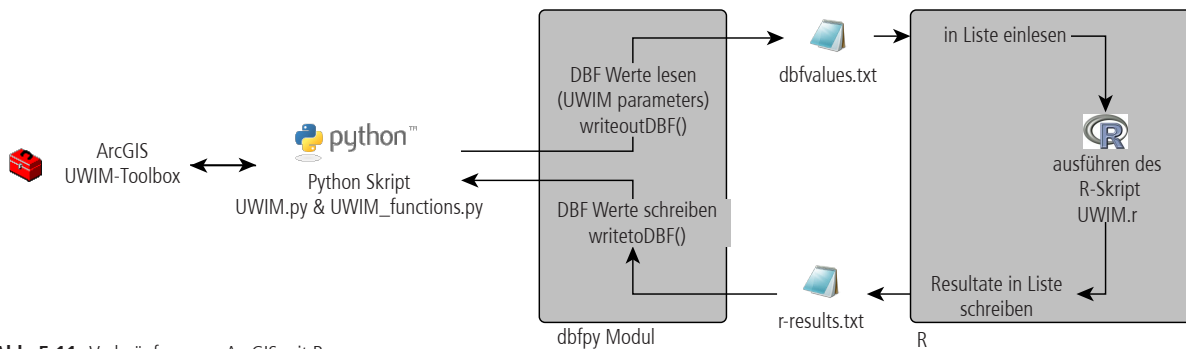 ArcGIS
UWIM-Toolbox
python™
Python Skript
UWIM.py & UWIM_functions.py
DBF Werte lesen
(UWIM parameters)
writeoutDBF()
DBF Werte schreiben
writetoDBF()
dbfpy Modul
dbfvalues.txt
r-results.txt
in Liste einlesen
R
ausführen des
R-Skript
UWIM.r
Resultate in Liste
schreiben
R